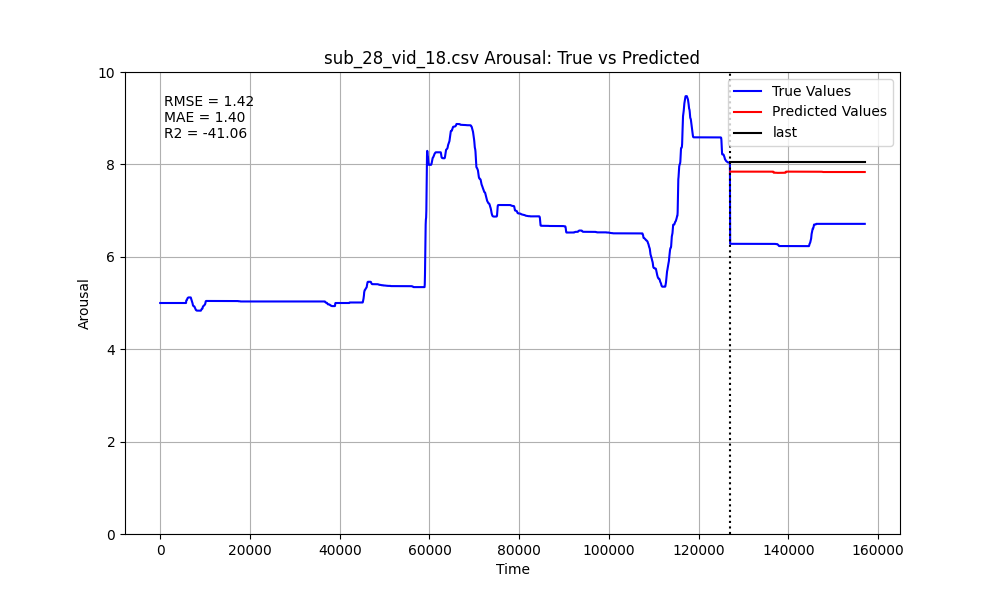 sub_28_vid_18.csv Arousal: True vs Predicted
RMSE = 1.42
MAE = 1.40
R2 = -41.06
True Values
Predicted Values
last
Arousal
10
8
6
4
2
0
0 20000 40000 60000 80000 100000 120000 140000 160000
Time